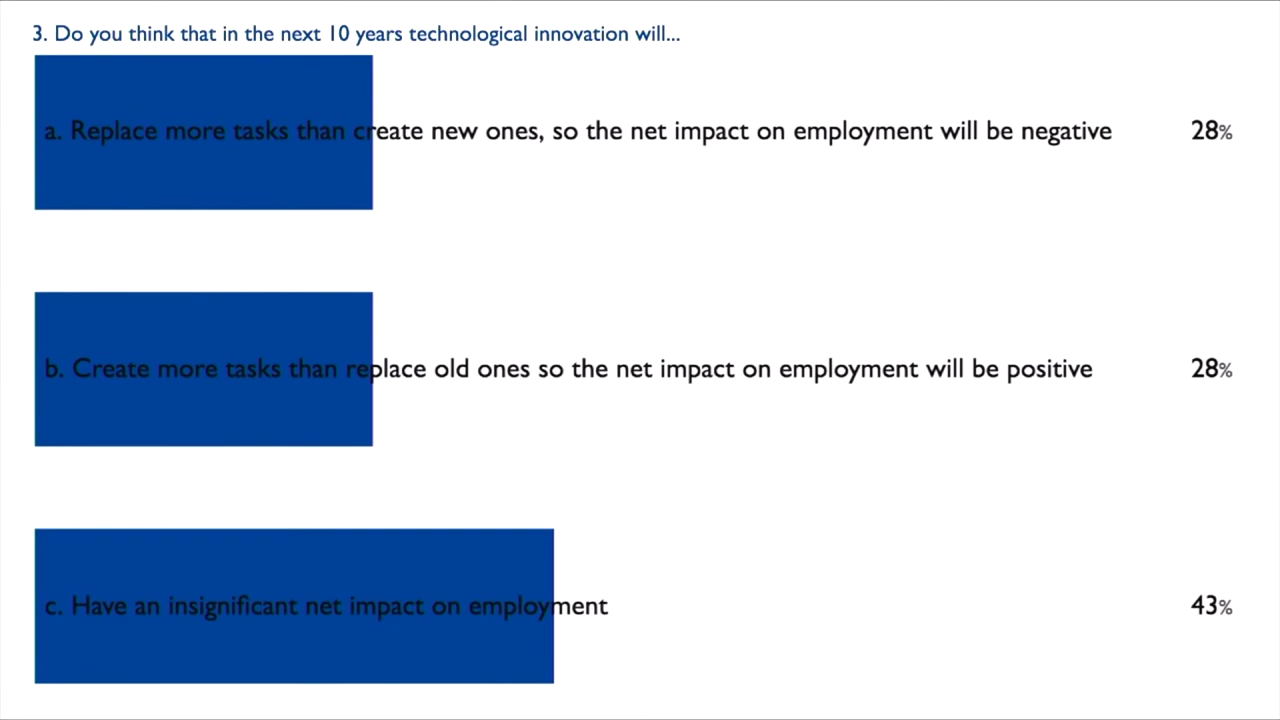 3. Do you think that in the next 10 years technological innovation will...
a. Replace more tasks than create new ones, so the net impact on employment will be negative 28%
b. Create more tasks than replace old ones so the net impact on employment will be positive 28%
c. Have an insignificant net impact on employment 43%